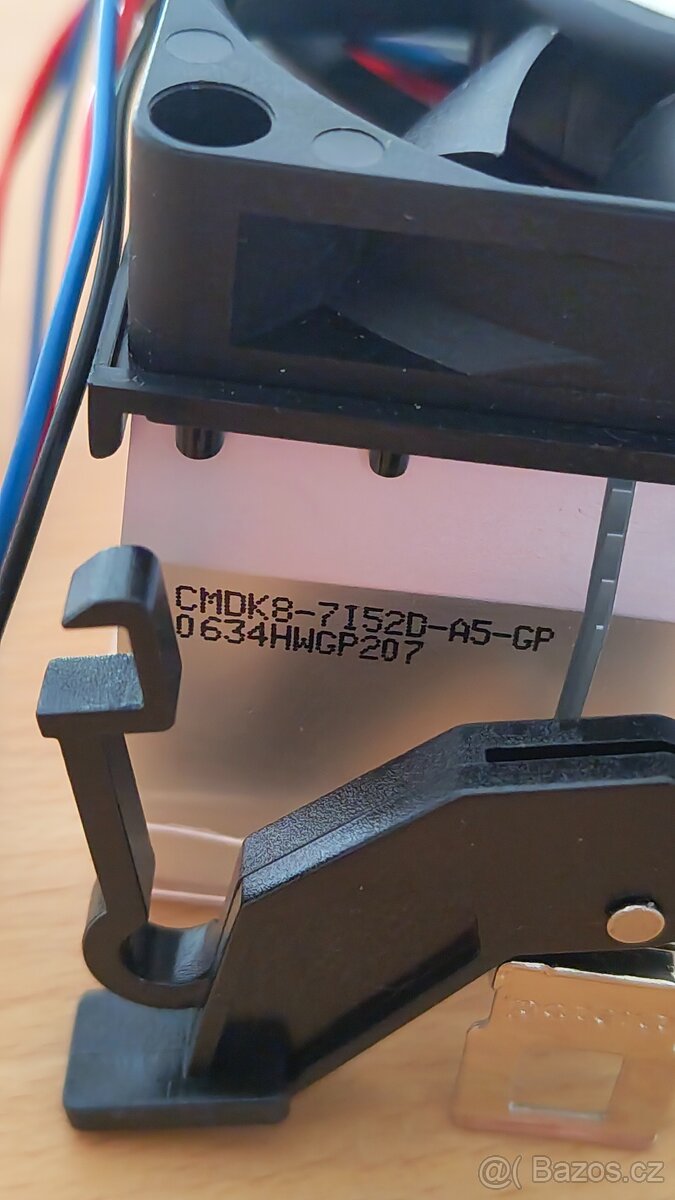 CMDK8-7I52D-A5-GP
0634HWGP207
@( Bazos.cz